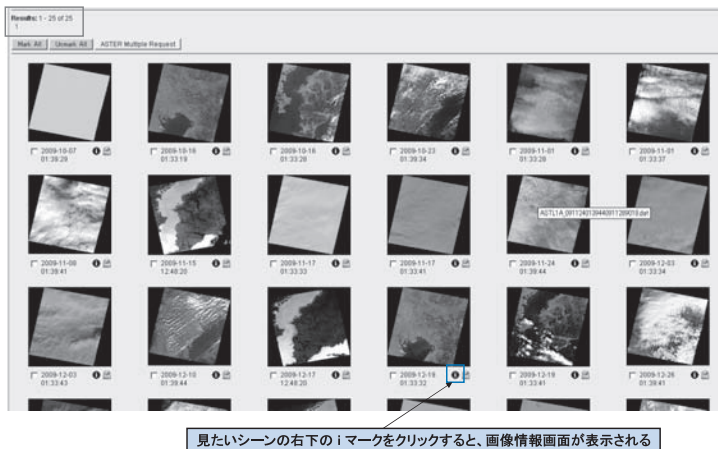 Results: 1 - 25 of 25
1
Mark All Unmark All ASTER Multiple Request
2009-10-07 2009-10-16 2009-10-16 2009-10-23 2009-11-01 2009-11-01
01:39:29 01:33:19 01:33:28 01:39:34 01:33:28 01:33:37
2009-11-08 2009-11-15 2009-11-17 2009-11-17 2009-11-24 2009-12-03
01:39:41 12:48:20 01:33:33 01:33:41 01:39:44 01:33:34
2009-12-03 2009-12-10 2009-12-17 2009-12-19 2009-12-19 2009-12-26
01:33:43 01:39:44 12:48:20 01:33:32 01:33:41 01:39:41
見たいシーンの右下の i マークをクリックすると、画像情報画面が表示される